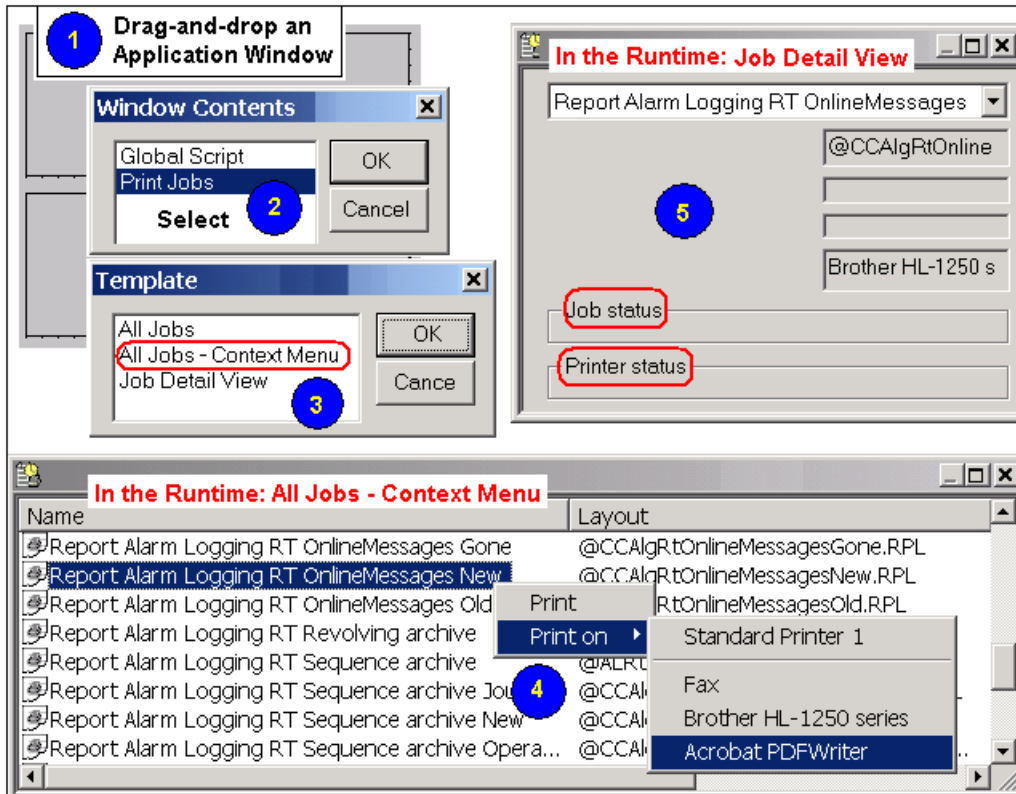 1 Drag-and-drop an
Application Window
Window Contents
Global Script
Print Jobs
Select
2
OK
Cancel
Template
All Jobs
All Jobs - Context Menu
Job Detail View
3
OK
Cance
In the Runtime: Job Detail View
Report Alarm Logging RT OnlineMessages
@CCAlgRtOnline
5
Brother HL-1250 s
Job status
Printer status
In the Runtime: All Jobs - Context Menu
Name Layout
Report Alarm Logging RT OnlineMessages Gone @CCAlgRtOnlineMessagesGone.RPL
Report Alarm Logging RT OnlineMessages New @CCAlgRtOnlineMessagesNew.RPL
Report Alarm Logging RT OnlineMessages Old RtOnlineMessagesOld.RPL
Report Alarm Logging RT Revolving archive
Report Alarm Logging RT Sequence archive
Report Alarm Logging RT Sequence archive Jou @CCAl
Report Alarm Logging RT Sequence archive New @CCAl
Report Alarm Logging RT Sequence archive Opera... @CCAl ...
Print
Print on
4
Standard Printer 1
Fax
Brother HL-1250 series
Acrobat PDFWriter